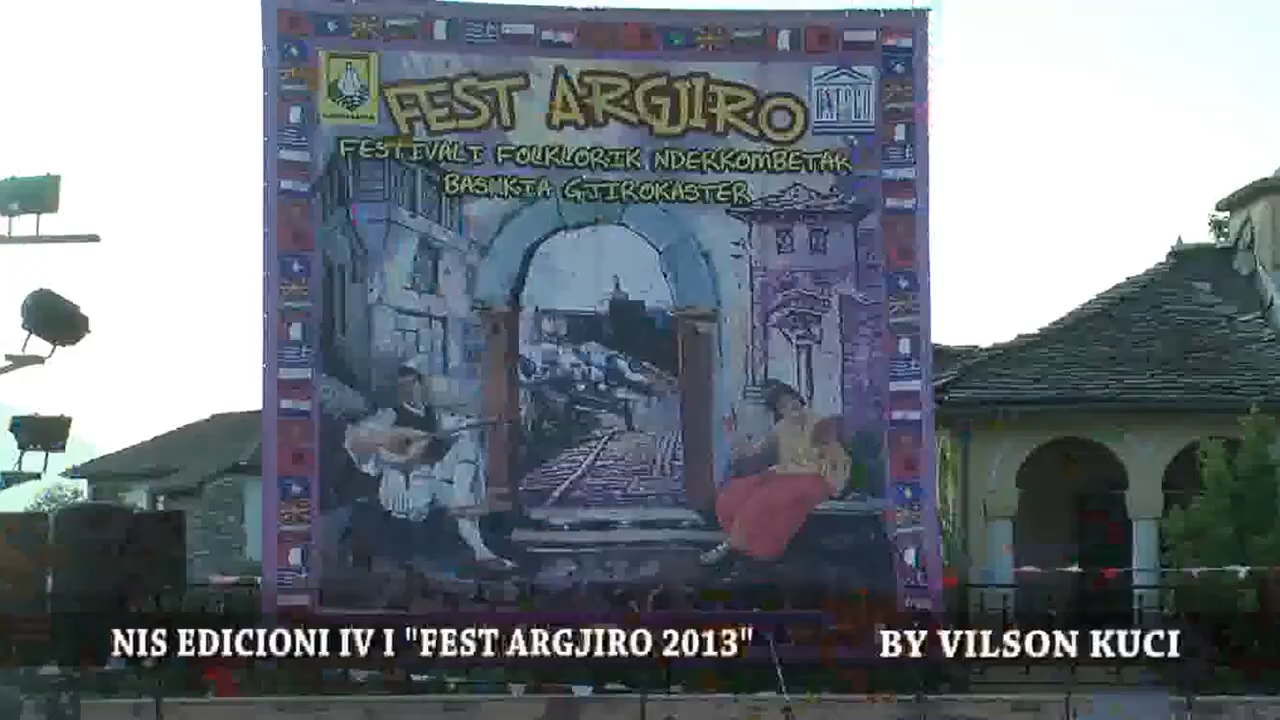 FEST ARGJIRO
FESTIVALI FOLKLORIK NDERKOMBETAR
BASHKIA GJIROKASTER
NIS EDICIONI IV I "FEST ARGJIRO 2013"
BY VILSON KUCI